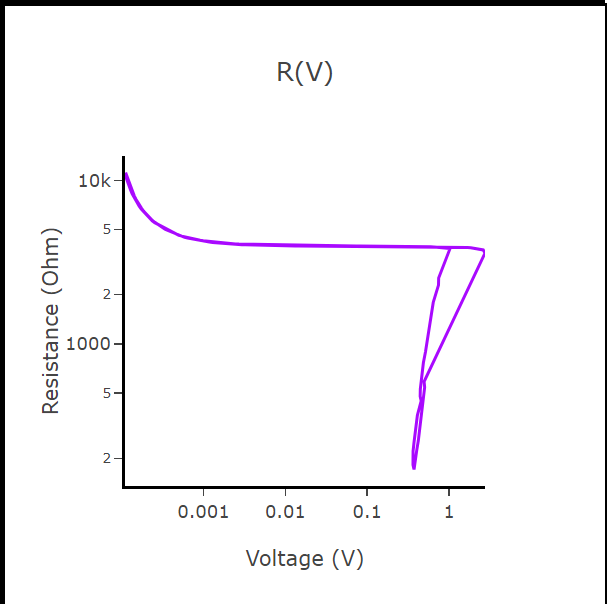 R(V)
10k
5
2
1000
5
2
Resistance (Ohm)
0.001 0.01 0.1 1
Voltage (V)